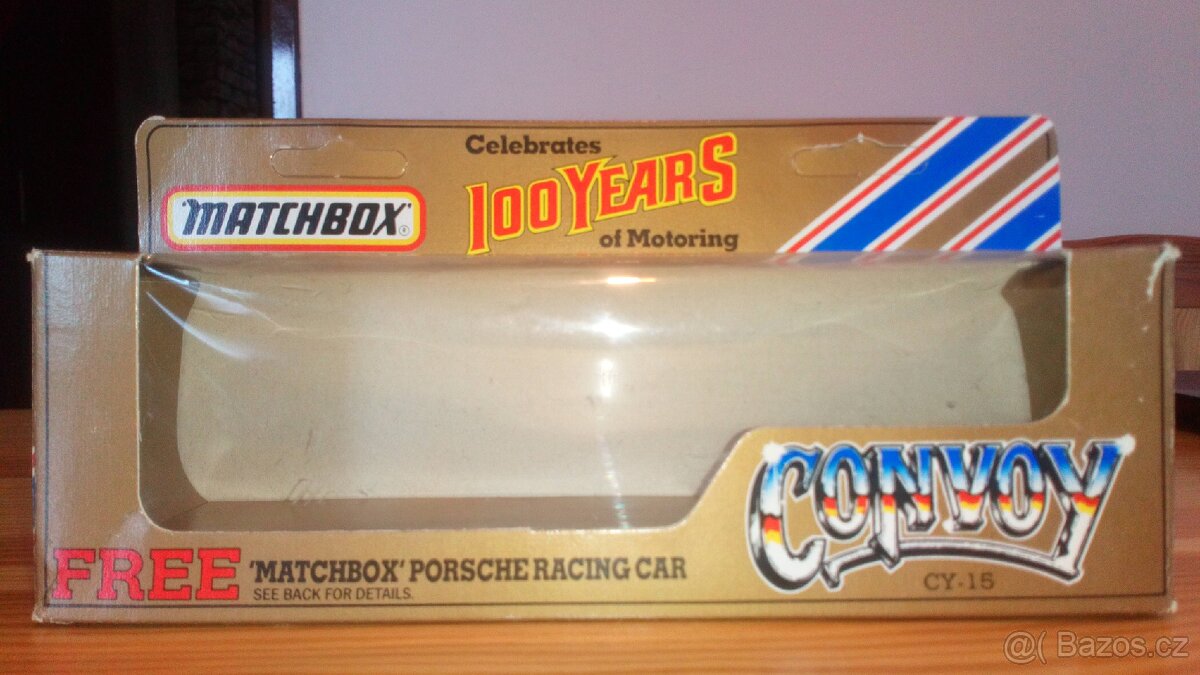 Celebrates
100 YEARS
of Motoring
'MATCHBOX'®
CONVOY
CY-15
FREE 'MATCHBOX' PORSCHE RACING CAR
SEE BACK FOR DETAILS.
@( Bazos.cz